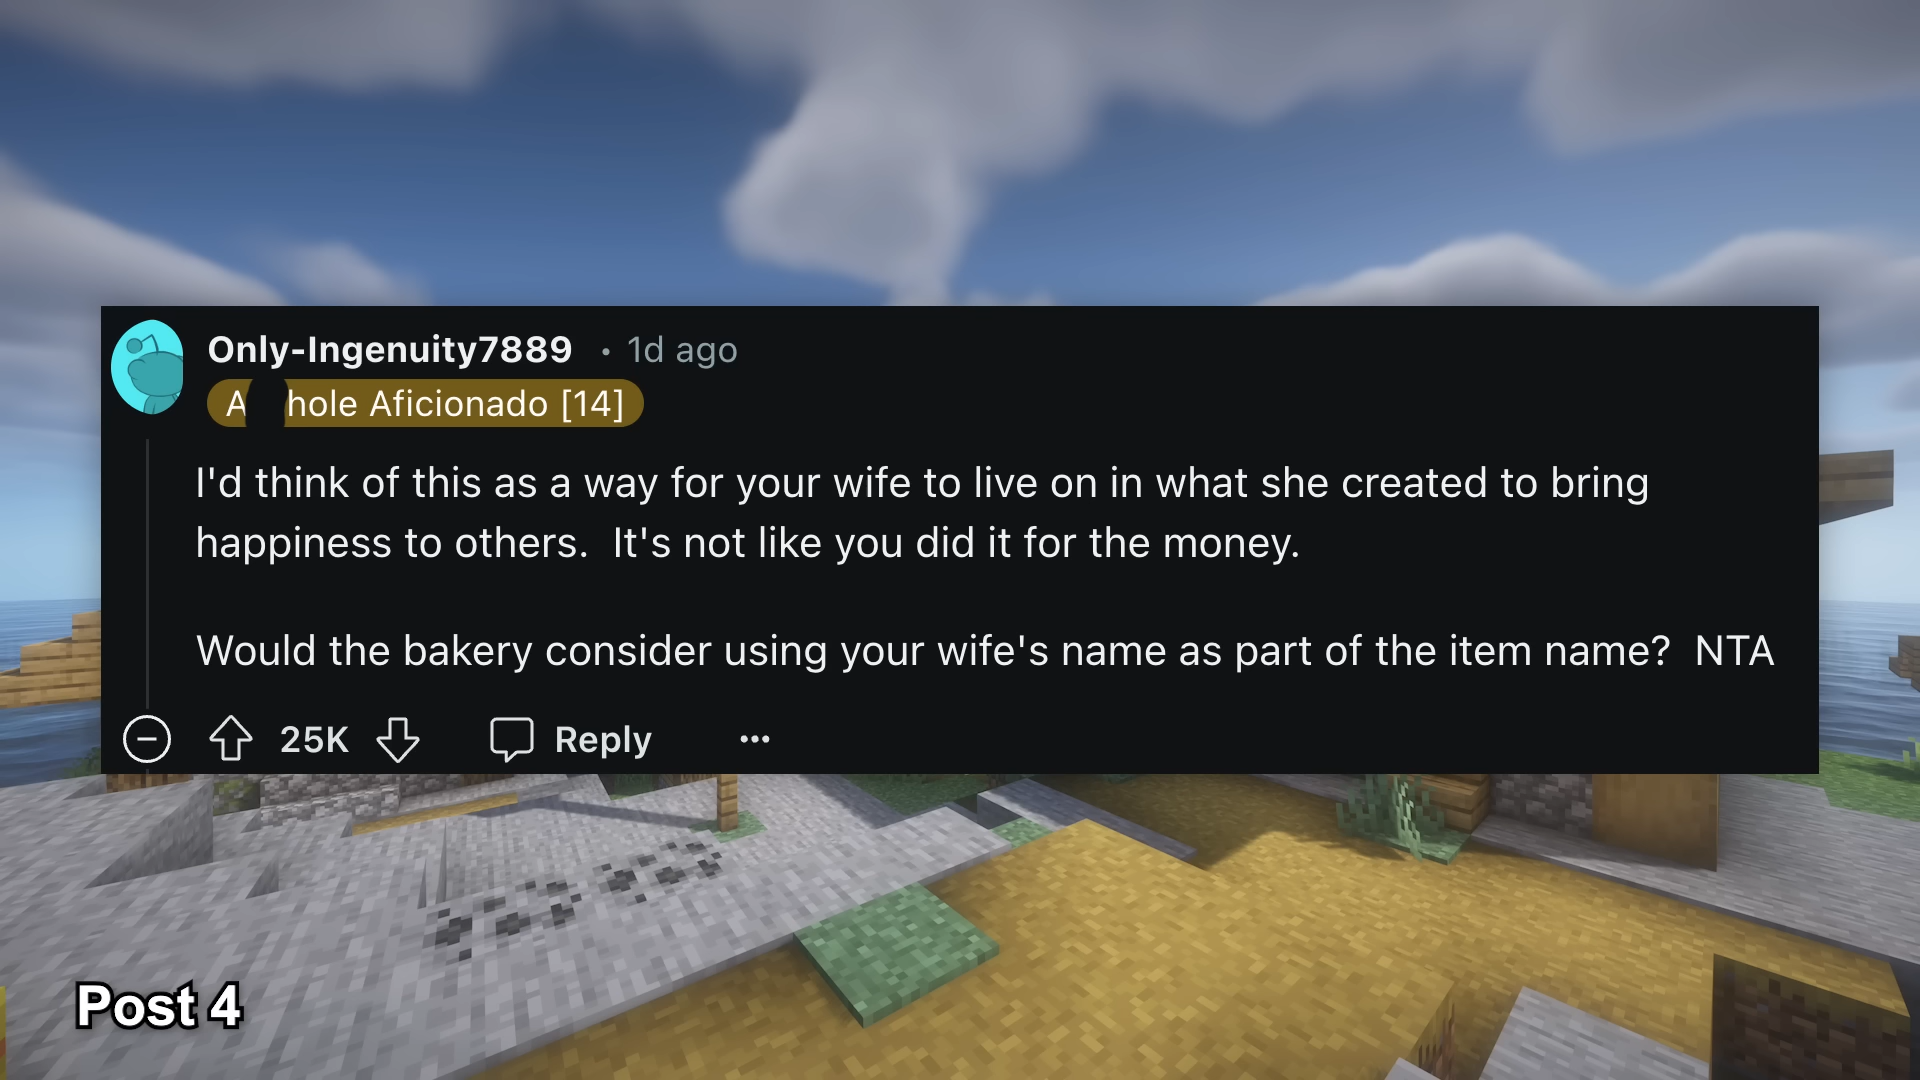 Only-Ingenuity7889 • 1d ago
A hole Aficionado [14]
I'd think of this as a way for your wife to live on in what she created to bring
happiness to others.  It's not like you did it for the money.
Would the bakery consider using your wife's name as part of the item name?  NTA
25K Reply ...
Post 4